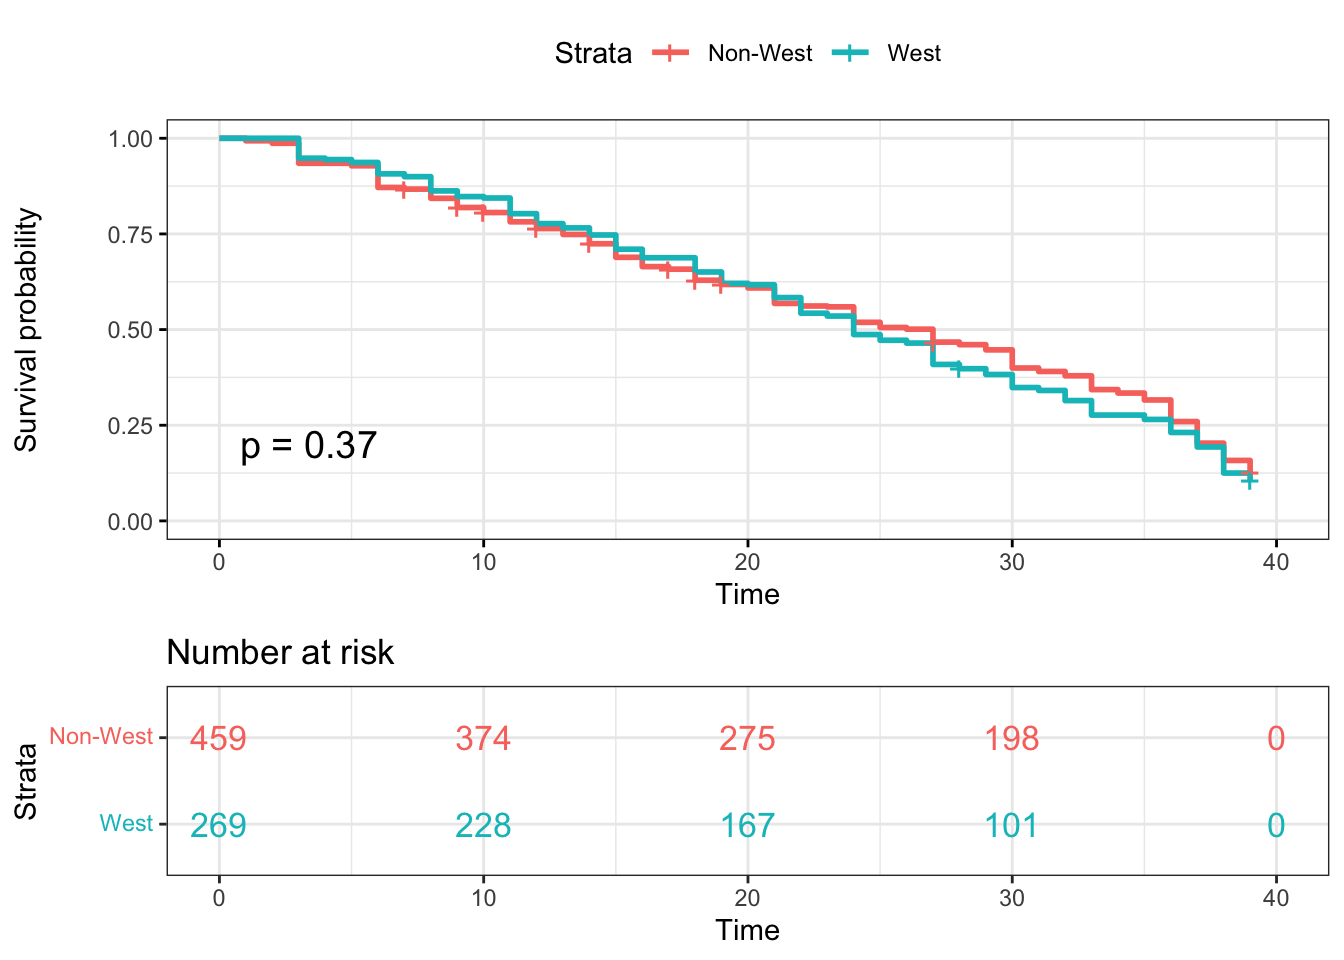 Strata Non-West West
Survival probability
1.00
0.75
0.50
0.25
0.00
p = 0.37
0 10 20 30 40
Time
Number at risk
Strata
Non-West 459 374 275 198 0
West 269 228 167 101 0
0 10 20 30 40
Time